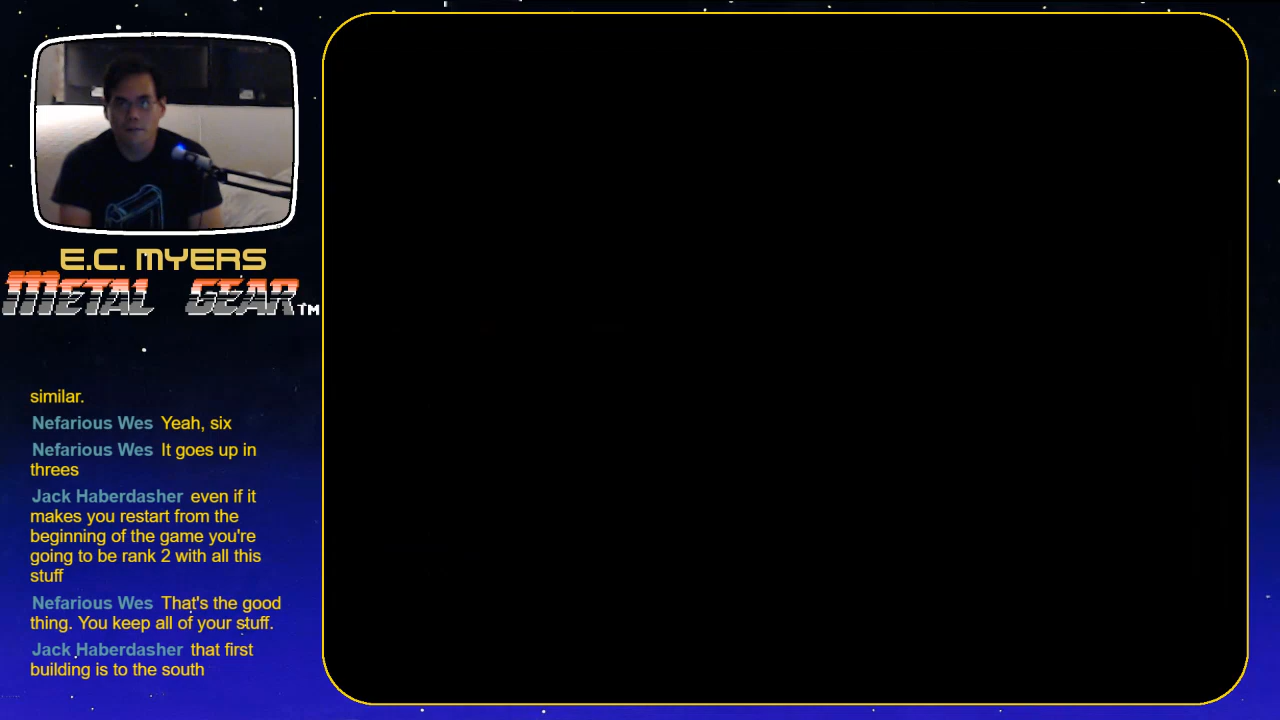 E.C. MYERS
METAL GEAR™
similar.
Nefarious Wes Yeah, six
Nefarious Wes It goes up in
threes
Jack Haberdasher even if it
makes you restart from the
beginning of the game you're
going to be rank 2 with all this
stuff
Nefarious Wes That's the good
thing. You keep all of your stuff.
Jack Haberdasher that first
building is to the south